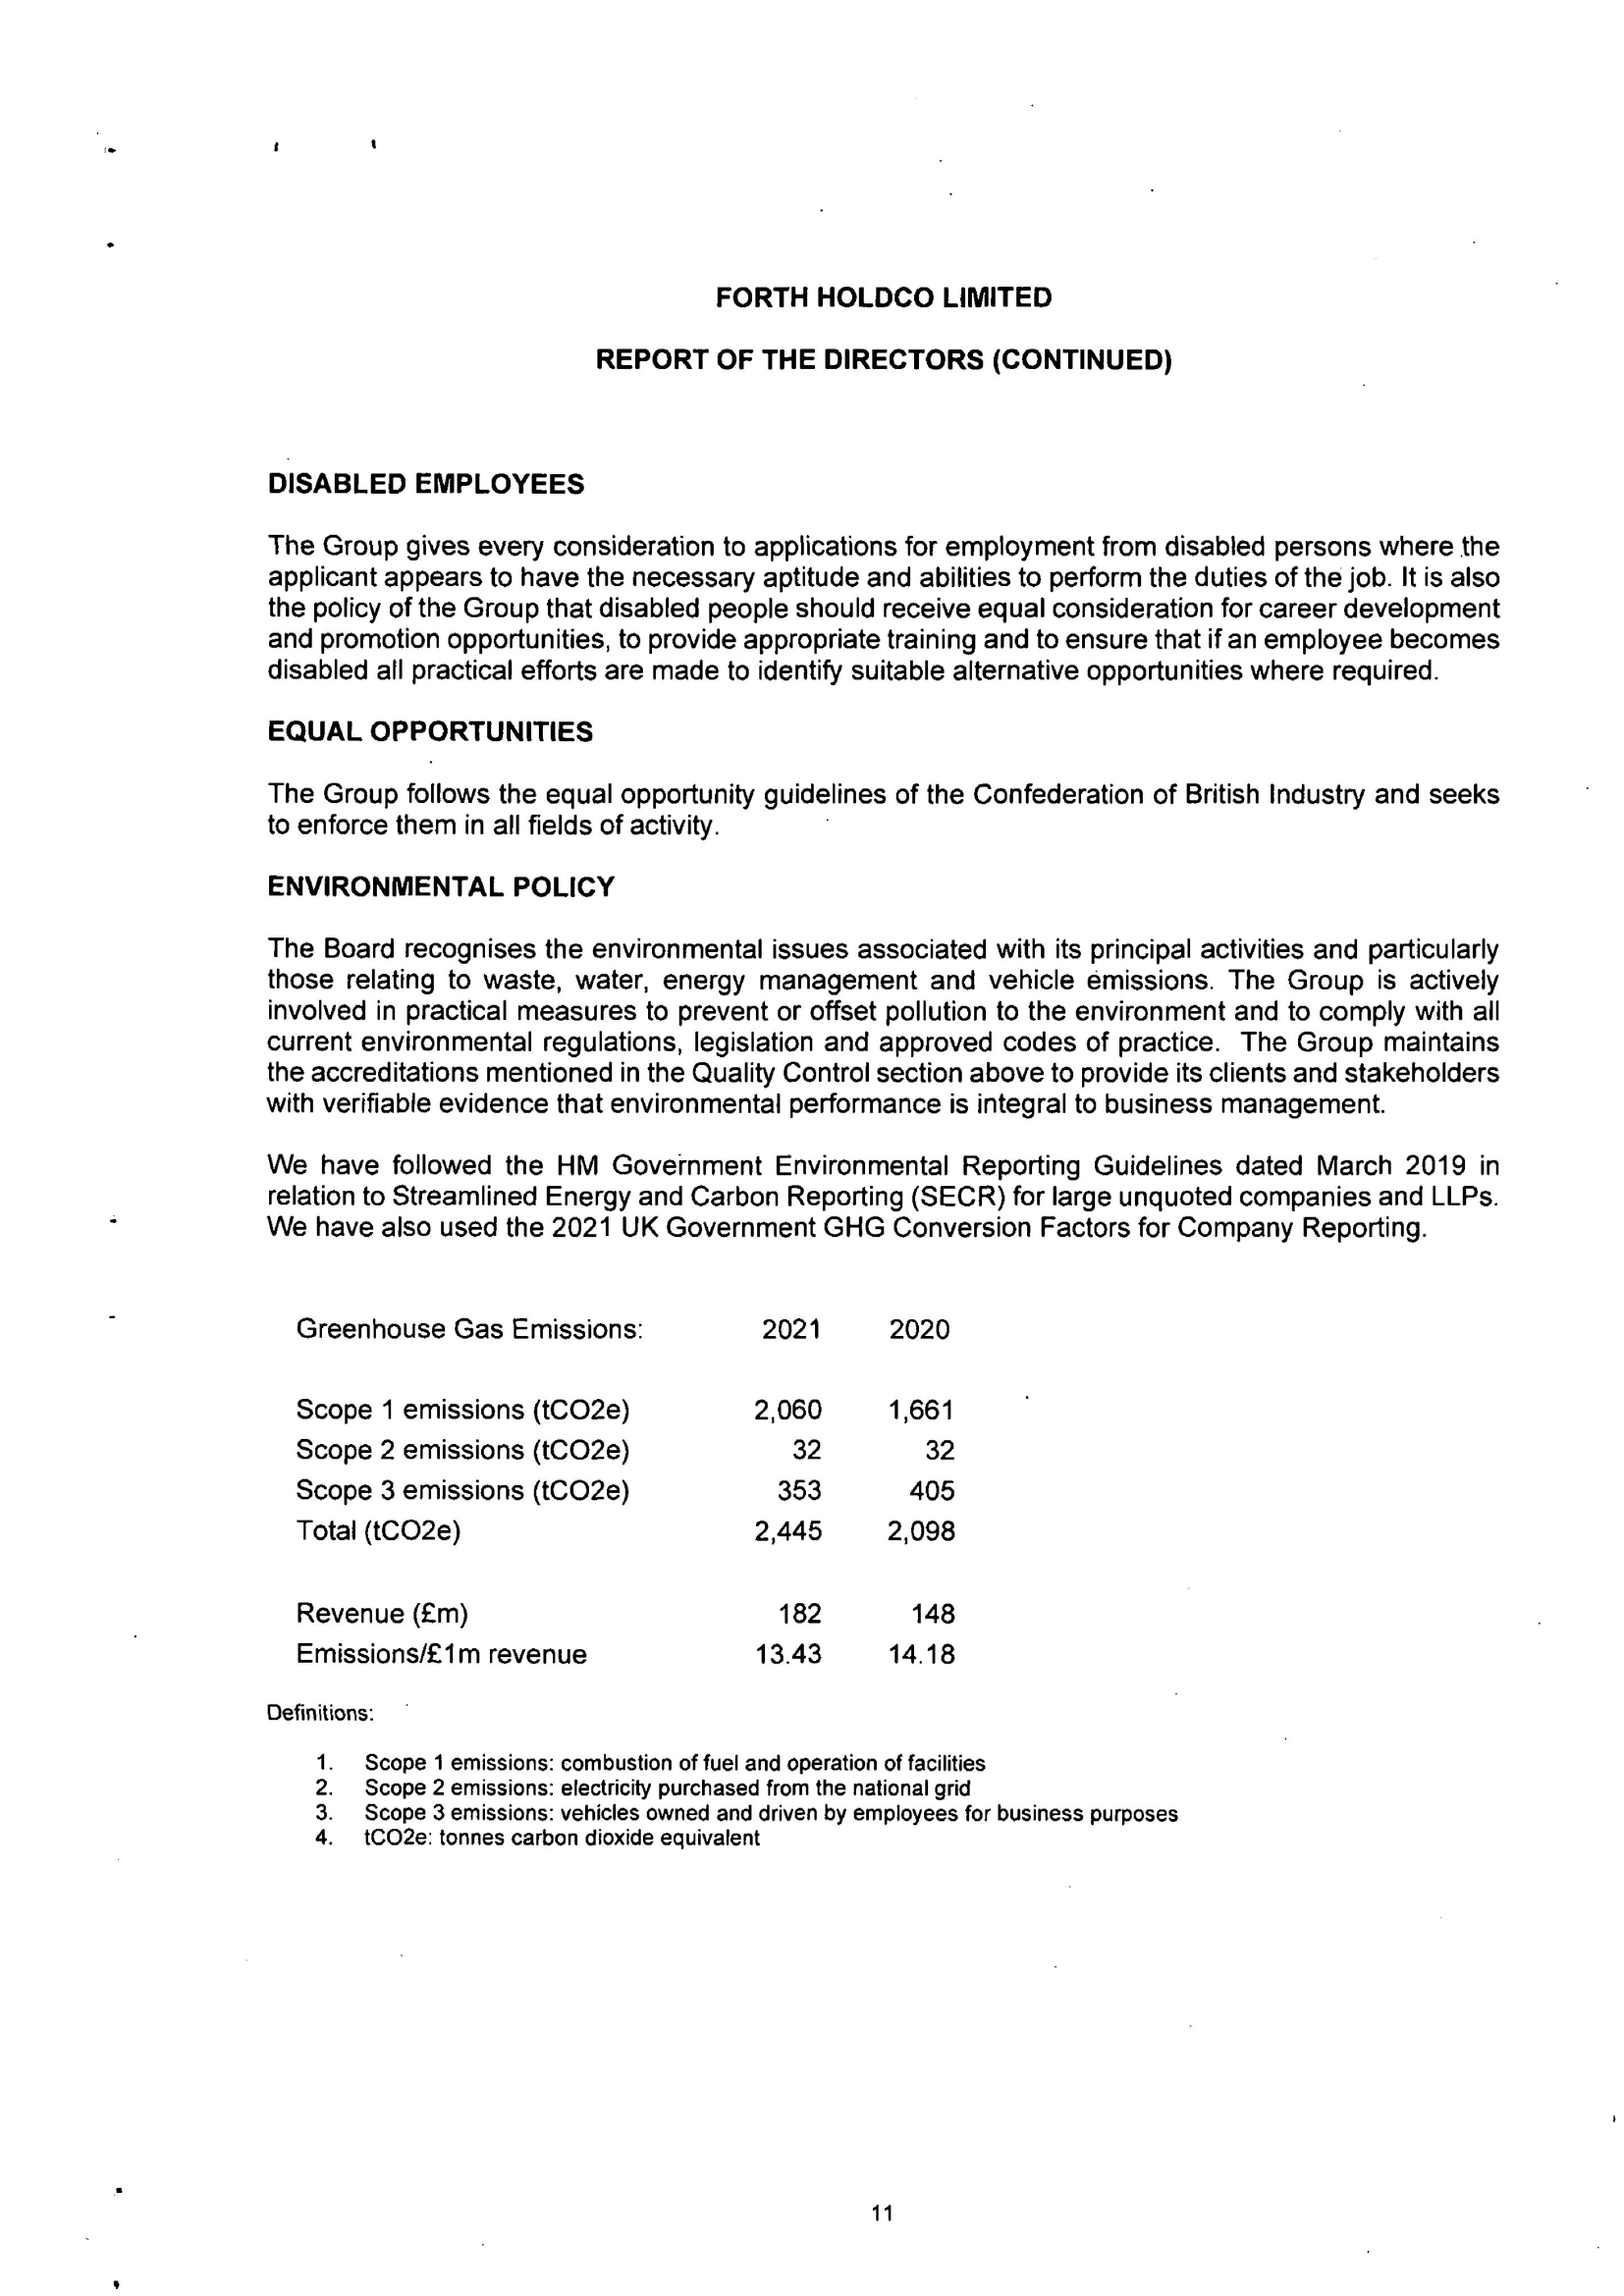 FORTH HOLDCO LIMITED
REPORT OF THE DIRECTORS (CONTINUED)
DISABLED EMPLOYEES
The Group gives every consideration to applications for employment from disabled persons where the
applicant appears to have the necessary aptitude and abilities to perform the duties of the job. It is also
the policy of the Group that disabled people should receive equal consideration for career development
and promotion opportunities, to provide appropriate training and to ensure that if an employee becomes
disabled all practical efforts are made to identify suitable alternative opportunities where required.
EQUAL OPPORTUNITIES
The Group follows the equal opportunity guidelines of the Confederation of British Industry and seeks
to enforce them in all fields of activity.
ENVIRONMENTAL POLICY
The Board recognises the environmental issues associated with its principal activities and particularly
those relating to waste, water, energy management and vehicle emissions. The Group is actively
involved in practical measures to prevent or offset pollution to the environment and to comply with all
current environmental regulations, legislation and approved codes of practice. The Group maintains
the accreditations mentioned in the Quality Control section above to provide its clients and stakeholders
with verifiable evidence that environmental performance is integral to business management.
We have followed the HM Government Environmental Reporting Guidelines dated March 2019 in
relation to Streamlined Energy and Carbon Reporting (SECR) for large unquoted companies and LLPs.
We have also used the 2021 UK Government GHG Conversion Factors for Company Reporting.
Greenhouse Gas Emissions: 2021 2020
Scope 1 emissions (tCO2e) 2,060 1,661
Scope 2 emissions (tCO2e) 32 32
Scope 3 emissions (tCO2e) 353 405
Total (tCO2e) 2,445 2,098
Revenue (£m) 182 148
Emissions/£1m revenue 13.43 14.18
Definitions:
1. Scope 1 emissions: combustion of fuel and operation of facilities
2. Scope 2 emissions: electricity purchased from the national grid
3. Scope 3 emissions: vehicles owned and driven by employees for business purposes
4. tCO2e: tonnes carbon dioxide equivalent
11